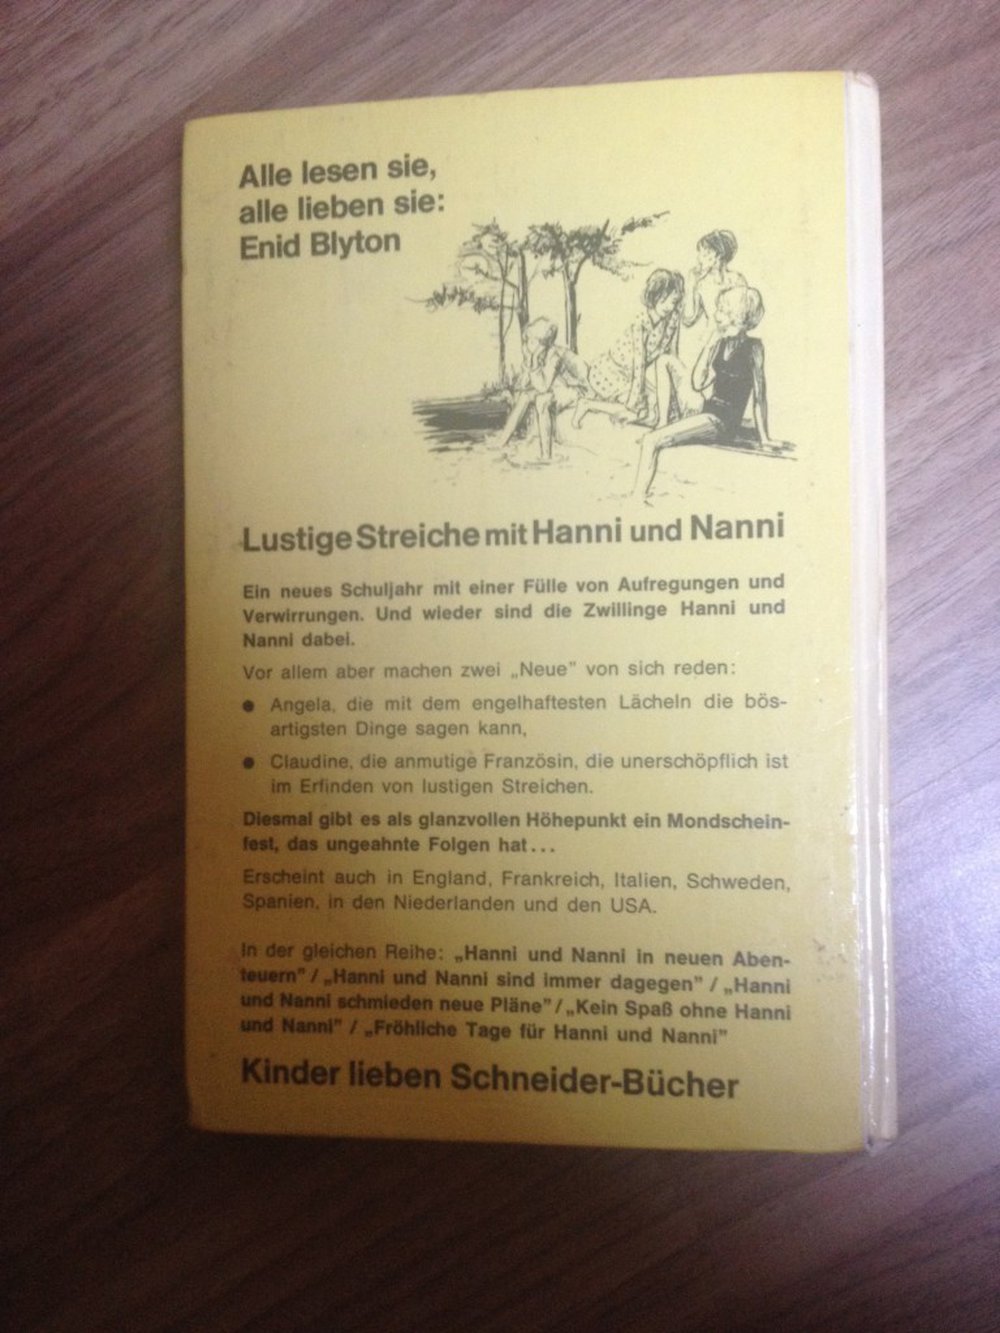 Alle lesen sie,
alle lieben sie:
Enid Blyton
Lustige Streiche mit Hanni und Nanni
Ein neues Schuljahr mit einer Fülle von Aufregungen und
Verwirrungen. Und wieder sind die Zwillinge Hanni und
Nanni dabei.
Vor allem aber machen zwei „Neue” von sich reden:
● Angela, die mit dem engelhaftesten Lächeln die bös-
artigsten Dinge sagen kann,
● Claudine, die anmutige Französin, die unerschöpflich ist
im Erfinden von lustigen Streichen.
Diesmal gibt es als glanzvollen Höhepunkt ein Mondschein-
fest, das ungeahnte Folgen hat...
Erscheint auch in England, Frankreich, Italien, Schweden,
Spanien, in den Niederlanden und den USA.
In der gleichen Reihe: „Hanni und Nanni in neuen Aben-
teuern” / „Hanni und Nanni sind immer dagegen” / „Hanni
und Nanni schmieden neue Pläne” / „Kein Spaß ohne Hanni
und Nanni” / „Fröhliche Tage für Hanni und Nanni”
Kinder lieben Schneider-Bücher